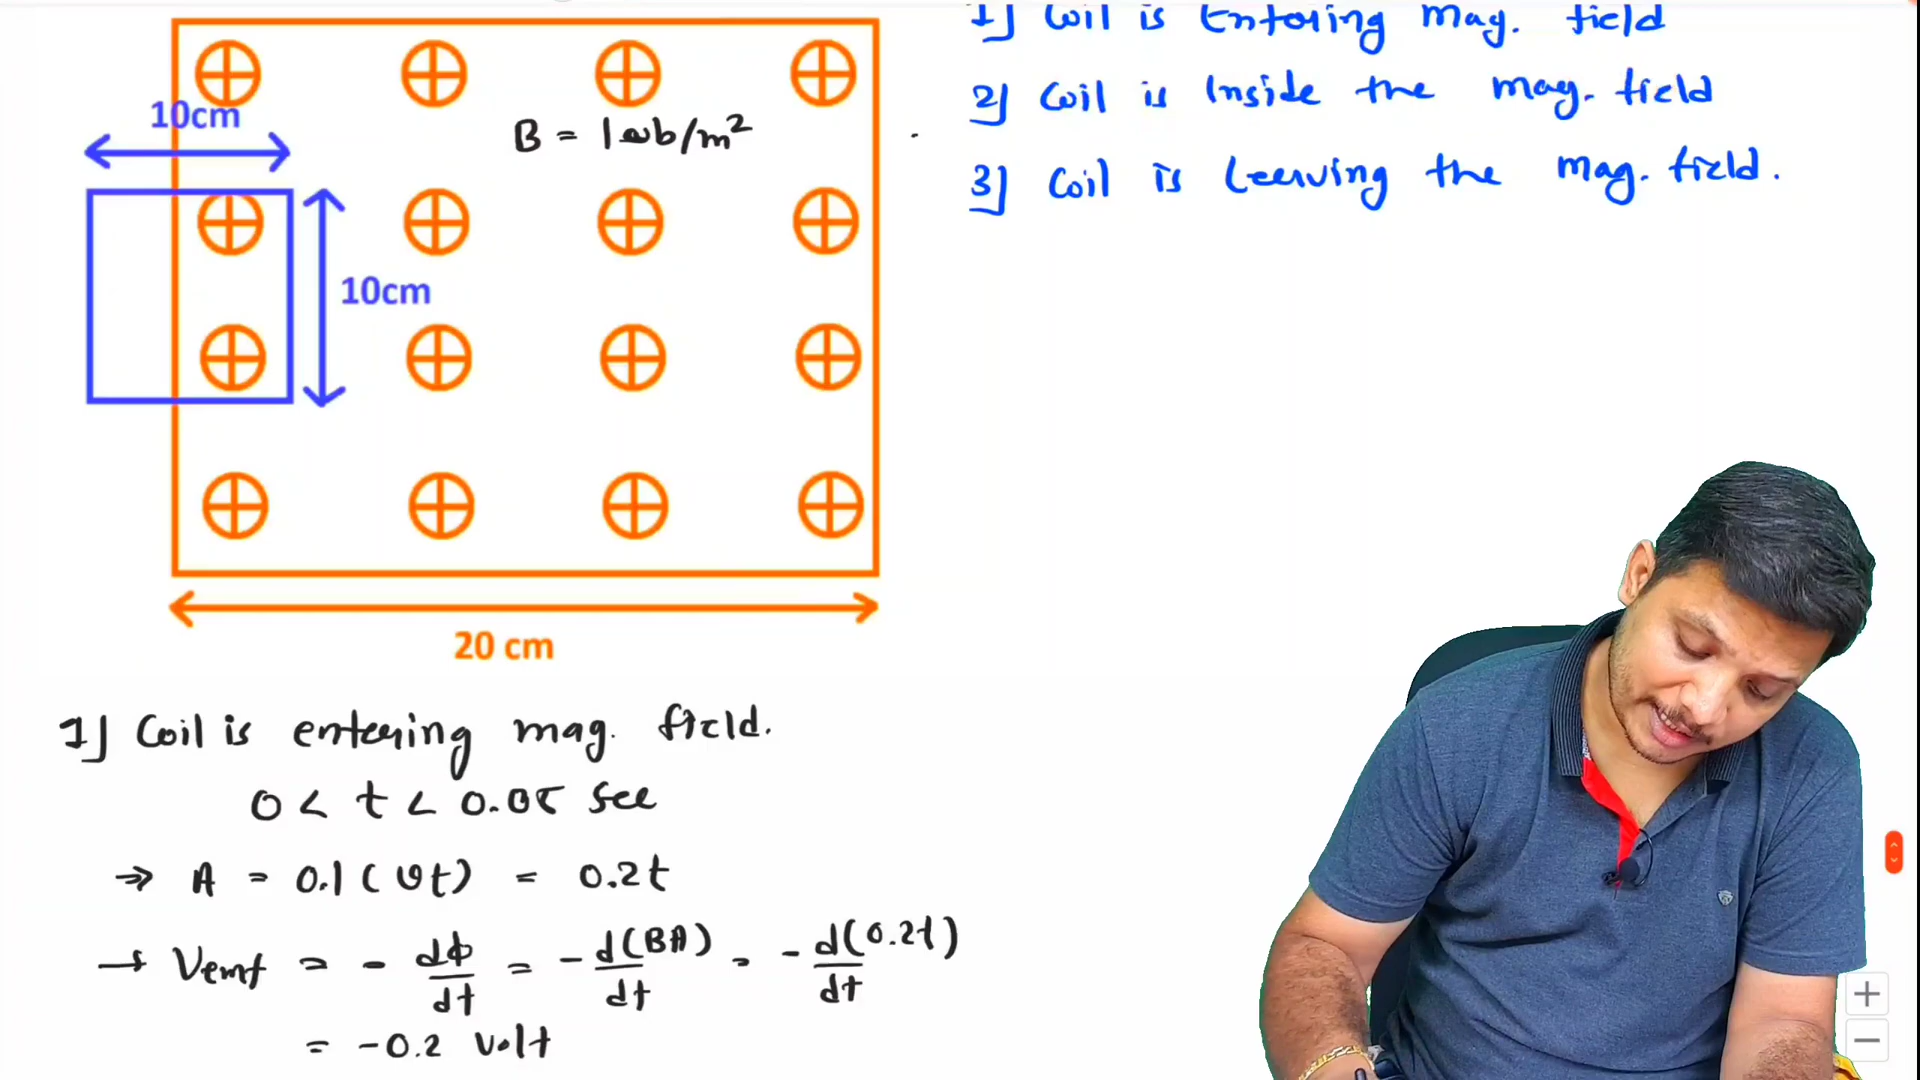 1] Coil is Entering mag. field
2] Coil is Inside the mag. field
3] Coil is Leaving the mag. field.
10cm
B = 1 wb/m²
10cm
20 cm
1] Coil is entering mag. field.
0 < t < 0.05 sec
⇒ A = 0.1 (vt) = 0.2t
→ Vemf = - dϕ/dt = - d(BA)/dt = - d(0.2t)/dt
= -0.2 volt